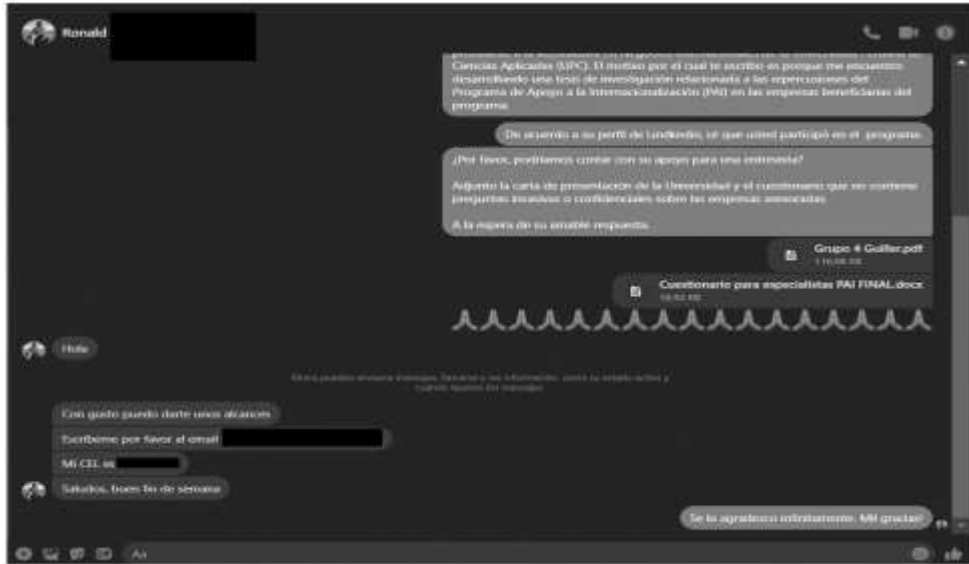 Ronald
Ciencias Aplicadas (UPC). El motivo por el cual te escribo es porque me encuentro
desarrollando una tesis de investigación relacionada a las repercusiones del
Programa de Apoyo a la Internacionalización (PAI) en las empresas beneficiarias del
programa.
De acuerdo a su perfil de usted participó en el programa.
¿Por favor, podríamos contar con su apoyo para una entrevista?
Adjunto la carta de presentación de la Universidad y el cuestionario que no contiene
preguntas invasivas o confidenciales sobre las empresas asesoradas.
A la espera de su amable respuesta.
Grupo 4 Guiller.pdf
Cuestionario para especialistas PAI FINAL.docx
Hola
Con gusto puedo darte unos alcances
Escribeme por favor al email
Mi CEL es
Saludos, buen fin de semana
Se lo agradezco infinitamente. Mil gracias!
Aa